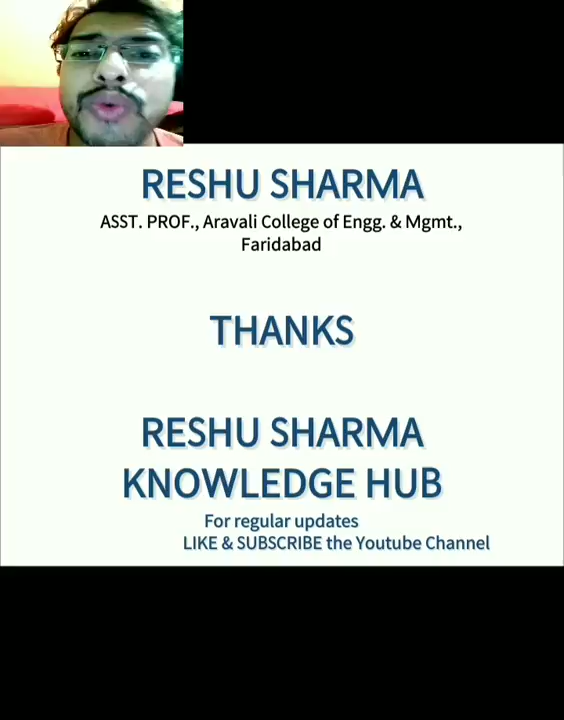 RESHU SHARMA
ASST. PROF., Aravali College of Engg. & Mgmt.,
Faridabad
THANKS
RESHU SHARMA
KNOWLEDGE HUB
For regular updates
LIKE & SUBSCRIBE the Youtube Channel